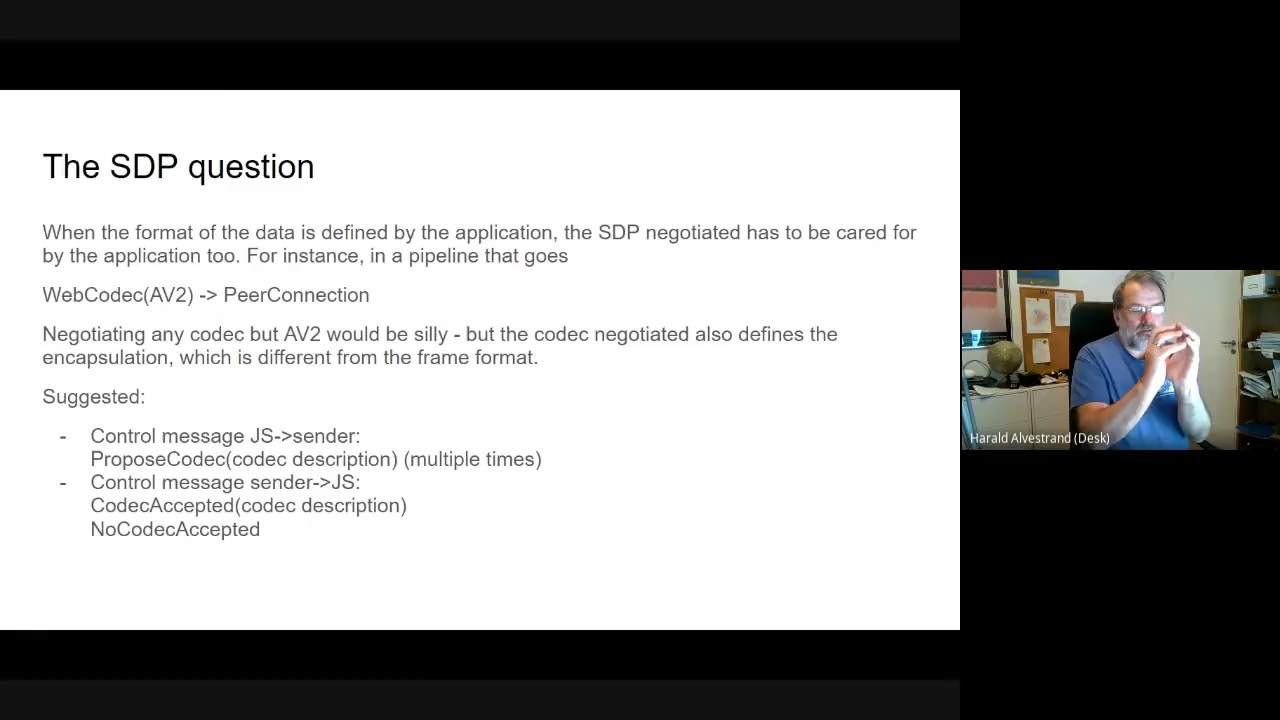 The SDP question
When the format of the data is defined by the application, the SDP negotiated has to be cared for
by the application too. For instance, in a pipeline that goes
WebCodec(AV2) -> PeerConnection
Negotiating any codec but AV2 would be silly - but the codec negotiated also defines the
encapsulation, which is different from the frame format.
Suggested:
- Control message JS->sender:
ProposeCodec(codec description) (multiple times)
- Control message sender->JS:
CodecAccepted(codec description)
NoCodecAccepted
Harald Alvestrand (Desk)